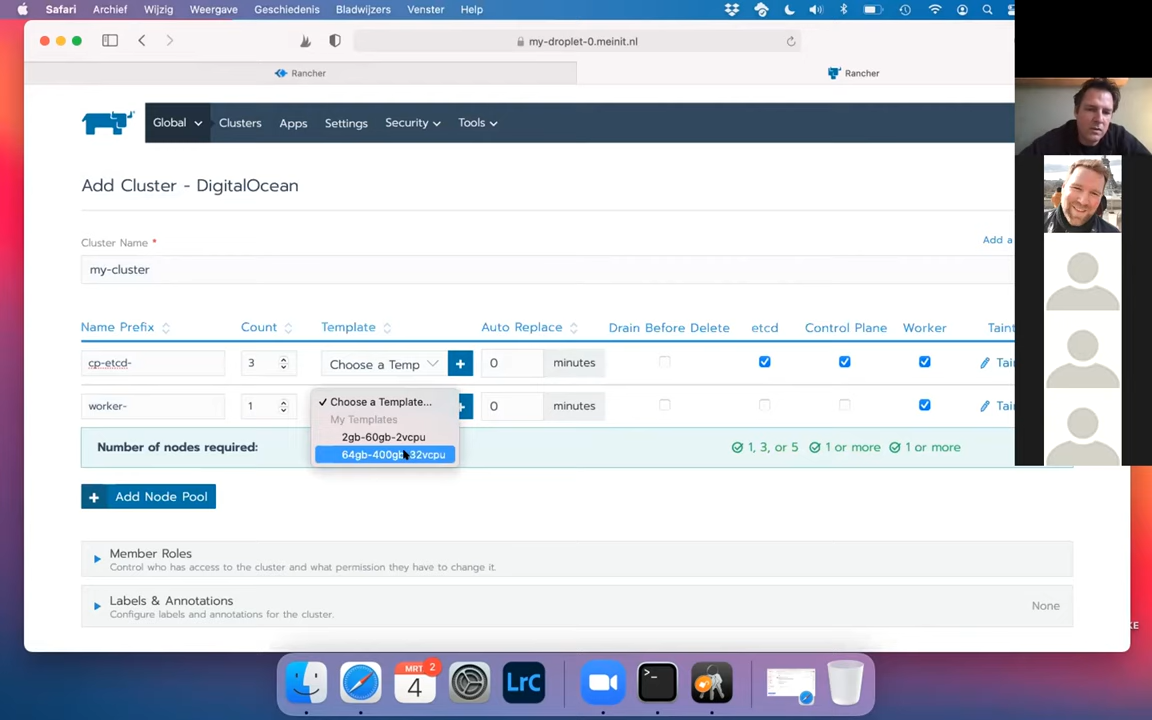 Safari Archief Wijzig Weergave Geschiedenis Bladwijzers Venster Help
my-droplet-0.meinit.nl
Rancher
Rancher
Global Clusters Apps Settings Security Tools
Add Cluster - DigitalOcean
Cluster Name *
Add a
my-cluster
Name Prefix Count Template Auto Replace Drain Before Delete etcd Control Plane Worker Taint
cp-etcd- 3 Choose a Temp + 0 minutes Tai
worker- 1 + 0 minutes Tai
✓ Choose a Template...
My Templates
2gb-60gb-2vcpu
64gb-400gb-32vcpu
Number of nodes required: 1, 3, or 5 1 or more 1 or more
+ Add Node Pool
Member Roles
Control who has access to the cluster and what permission they have to change it.
Labels & Annotations
Configure labels and annotations for the cluster.
None
KE
MRT
2
4
LrC
>_